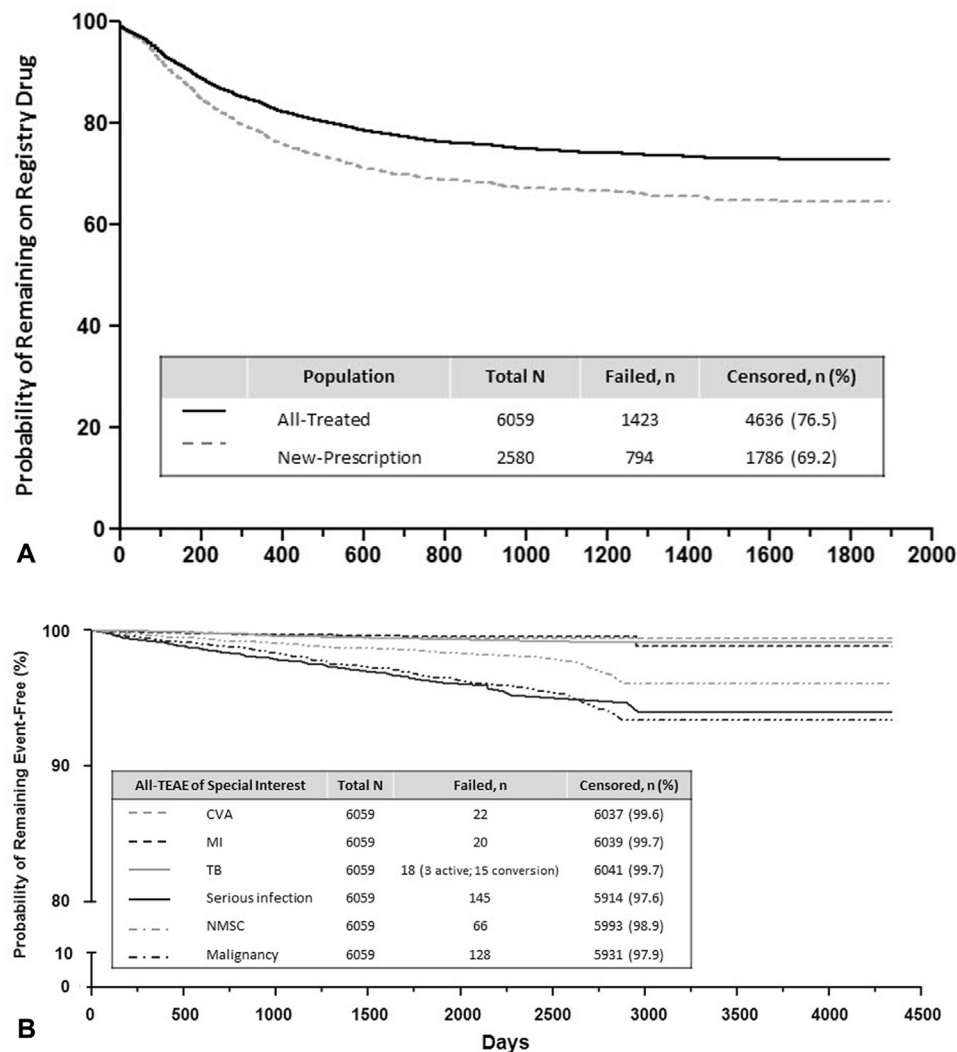 Probability of Remaining on Registry Drug
100
80
60
40
20
0
Population Total N Failed, n Censored, n (%)
All-Treated 6059 1423 4636 (76.5)
New-Prescription 2580 794 1786 (69.2)
A
0 200 400 600 800 1000 1200 1400 1600 1800 2000
Probability of Remaining Event-Free (%)
100
90
80
10
0
All-TEAE of Special Interest Total N Failed, n Censored, n (%)
CVA 6059 22 6037 (99.6)
MI 6059 20 6039 (99.7)
TB 6059 18 (3 active; 15 conversion) 6041 (99.7)
Serious infection 6059 145 5914 (97.6)
NMSC 6059 66 5993 (98.9)
Malignancy 6059 128 5931 (97.9)
0 500 1000 1500 2000 2500 3000 3500 4000 4500
B
Days